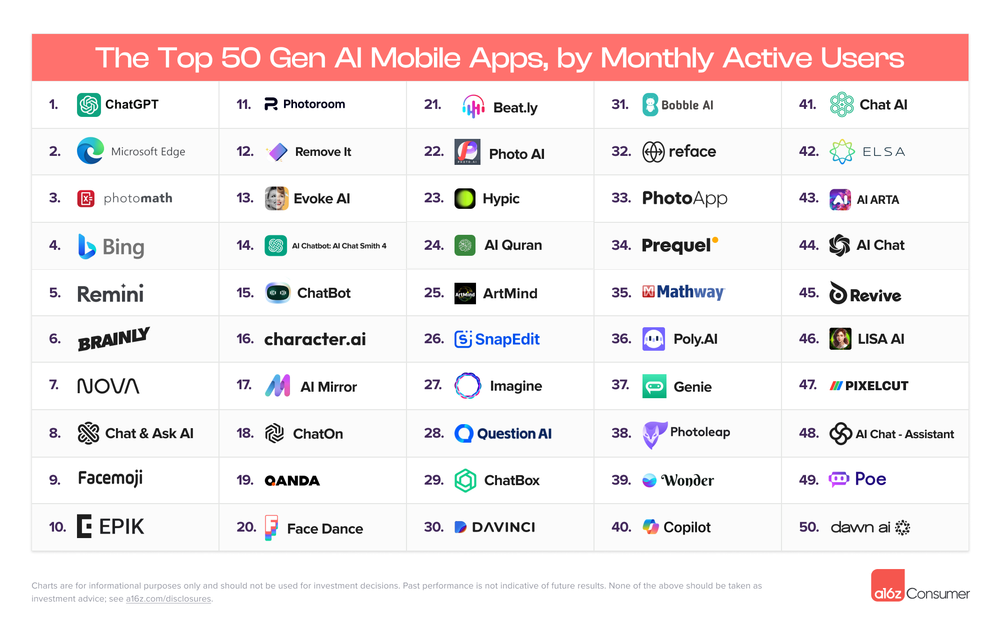 The Top 50 Gen AI Mobile Apps, by Monthly Active Users
1. ChatGPT
2. Microsoft Edge
3. photomath
4. Bing
5. Remini
6. BRAINLY
7. NOVA
8. Chat & Ask AI
9. Facemoji
10. EPIK
11. Photoroom
12. Remove It
13. Evoke AI
14. AI Chatbot: AI Chat Smith 4
15. ChatBot
16. character.ai
17. AI Mirror
18. ChatOn
19. QANDA
20. F Face Dance
21. Beat.ly
22. PHOTO.AI Photo AI
23. Hypic
24. AI Quran
25. ArtMind ArtMind
26. S SnapEdit
27. Imagine
28. Question AI
29. ChatBox
30. DAVINCI
31. Bobble AI
32. reface
33. PhotoApp
34. Prequel
35. M Mathway
36. Poly.AI
37. Genie
38. Photoleap
39. Wonder
40. Copilot
41. Chat AI
42. ELSA
43. AI AI ARTA
44. AI Chat
45. Revive
46. LISA AI
47. PIXELCUT
48. AI Chat - Assistant
49. Poe
50. dawn ai
Charts are for informational purposes only and should not be used for investment decisions. Past performance is not indicative of future results. None of the above should be taken as
investment advice; see a16z.com/disclosures.
a16z Consumer